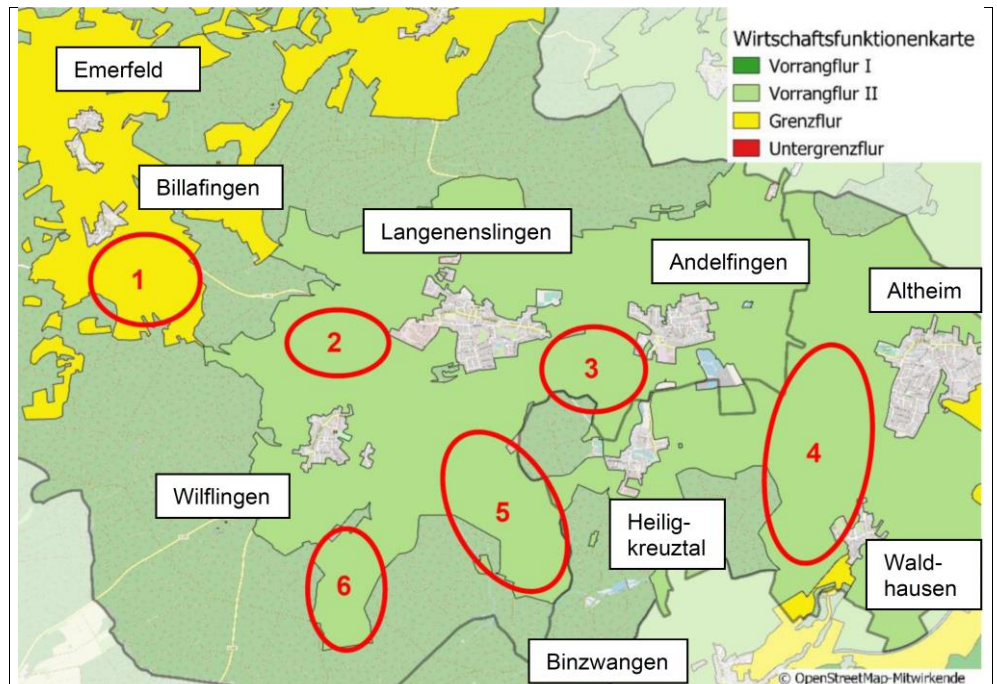 Emerfeld
Wirtschaftsfunktionenkarte
Vorrangflur I
Vorrangflur II
Grenzflur
Untergrenzflur
Billafingen
Langenenslingen
Andelfingen
Altheim
1
2
3
4
Wilflingen
5
Heilig-
kreuztal
6
Wald-
hausen
Binzwangen
© OpenStreetMap-Mitwirkende